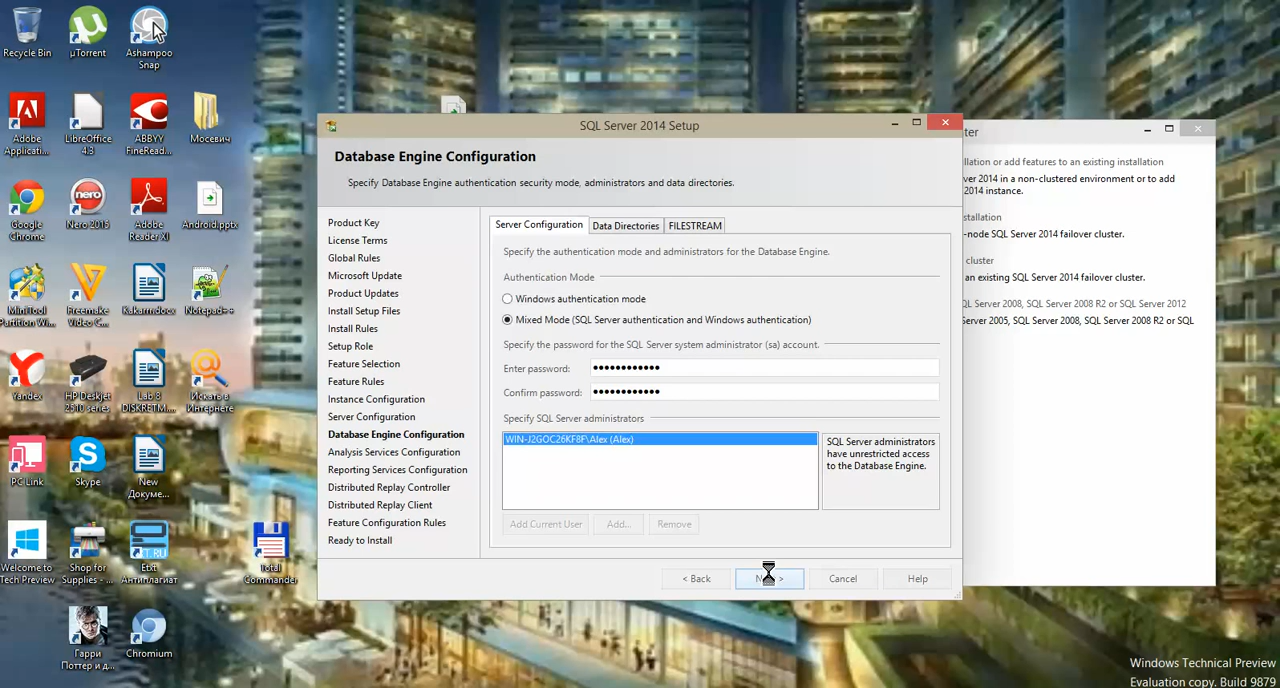 Recycle Bin
µTorrent
Ashampoo
Snap
Adobe
Applicati...
LibreOffice
4.3
ABBYY
FineRead...
Мосевич
Google
Chrome
Nero 2015
Adobe
Reader XI
Android.pptx
MiniTool
Partition Wi...
Freemake
Video C...
Notepad++
Yandex
HP Deskjet
2510 series
Lab 8
DISKRETM...
Искать в
Интернете
PC Link
Skype
New
Докуме...
Welcome to
Tech Preview
Shop for
Supplies - ...
Etxt
Антиплагиат
Total
Commander
Гарри
Поттер и д...
Chromium
SQL Server 2014 Setup
Database Engine Configuration
Specify Database Engine authentication security mode, administrators and data directories.
Product Key
License Terms
Global Rules
Microsoft Update
Product Updates
Install Setup Files
Install Rules
Setup Role
Feature Selection
Feature Rules
Instance Configuration
Server Configuration
Database Engine Configuration
Analysis Services Configuration
Reporting Services Configuration
Distributed Replay Controller
Distributed Replay Client
Feature Configuration Rules
Ready to Install
Server Configuration Data Directories FILESTREAM
Specify the authentication mode and administrators for the Database Engine.
Authentication Mode
Windows authentication mode
Mixed Mode (SQL Server authentication and Windows authentication)
Specify the password for the SQL Server system administrator (sa) account.
Enter password: ●●●●●●●●●●●●
Confirm password: ●●●●●●●●●●●●
Specify SQL Server administrators
WIN-J2GOC26KF8F\Alex (Alex)
SQL Server administrators
have unrestricted access
to the Database Engine.
Add Current User Add... Remove
< Back
Cancel Help
ter
llation or add features to an existing installation
ver 2014 in a non-clustered environment or to add
2014 instance.
stallation
-node SQL Server 2014 failover cluster.
cluster
an existing SQL Server 2014 failover cluster.
QL Server 2008, SQL Server 2008 R2 or SQL Server 2012
erver 2005, SQL Server 2008, SQL Server 2008 R2 or SQL
Windows Technical Preview
Evaluation copy. Build 9879